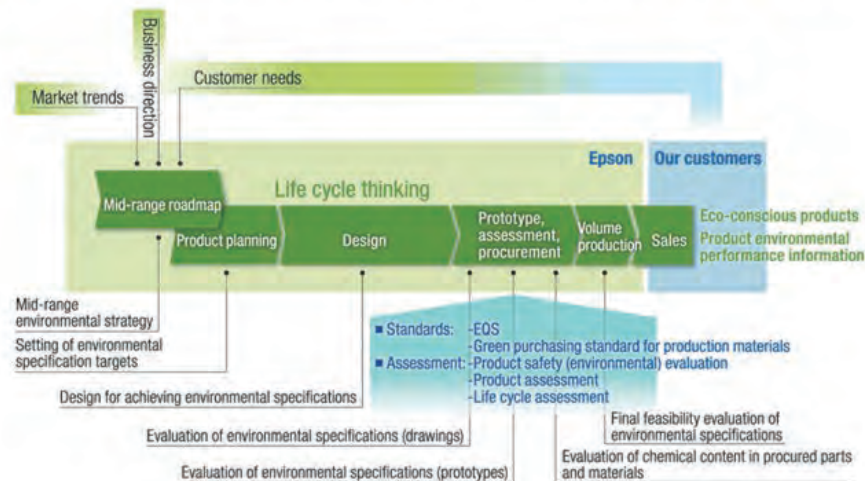 Business direction
Customer needs
Market trends
Epson
Our customers
Life cycle thinking
Mid-range roadmap
Product planning
Design
Prototype,
assessment,
procurement
Volume
production
Sales
Eco-conscious products
Product environmental
performance information
Mid-range
environmental strategy
Setting of environmental
specification targets
■ Standards: -EQS
-Green purchasing standard for production materials
■ Assessment: -Product safety (environmental) evaluation
-Product assessment
-Life cycle assessment
Design for achieving environmental specifications
Final feasibility evaluation of
environmental specifications
Evaluation of environmental specifications (drawings)
Evaluation of chemical content in procured parts
and materials
Evaluation of environmental specifications (prototypes)